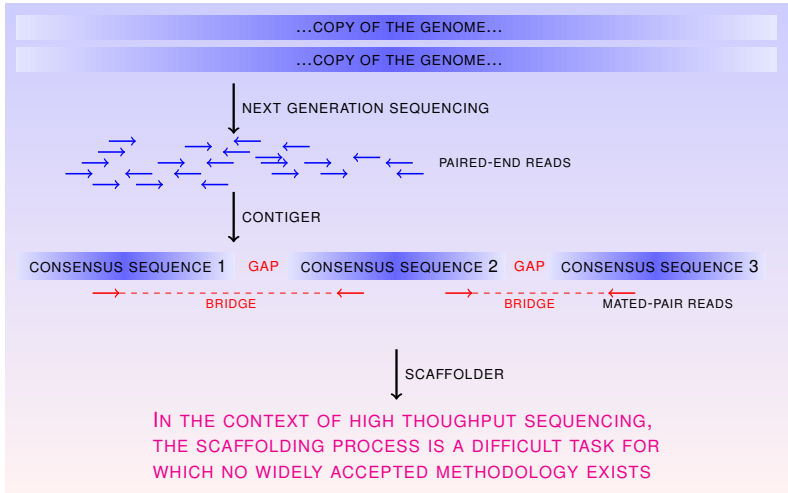 ...COPY OF THE GENOME...
...COPY OF THE GENOME...
NEXT GENERATION SEQUENCING
PAIRED-END READS
CONTIGER
CONSENSUS SEQUENCE 1 GAP CONSENSUS SEQUENCE 2 GAP CONSENSUS SEQUENCE 3
BRIDGE BRIDGE MATED-PAIR READS
SCAFFOLDER
IN THE CONTEXT OF HIGH THOUGHPUT SEQUENCING,
THE SCAFFOLDING PROCESS IS A DIFFICULT TASK FOR
WHICH NO WIDELY ACCEPTED METHODOLOGY EXISTS